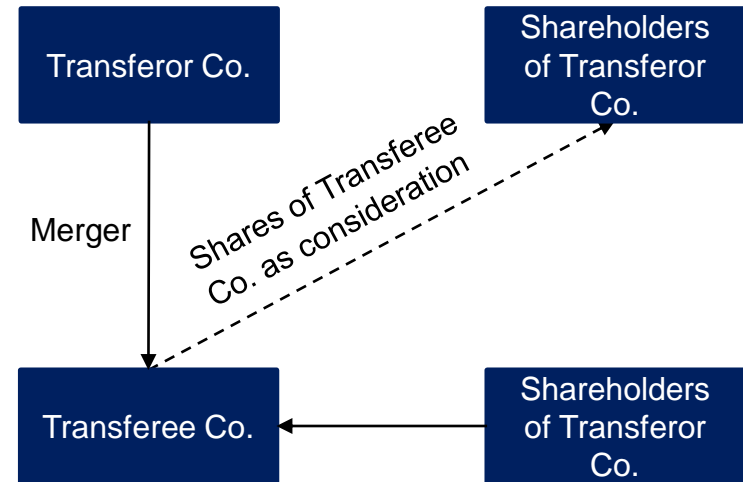 Transferor Co.
Shareholders
of Transferor
Co.
Merger
Shares of Transferee
Co. as consideration
Transferee Co.
Shareholders
of Transferor
Co.